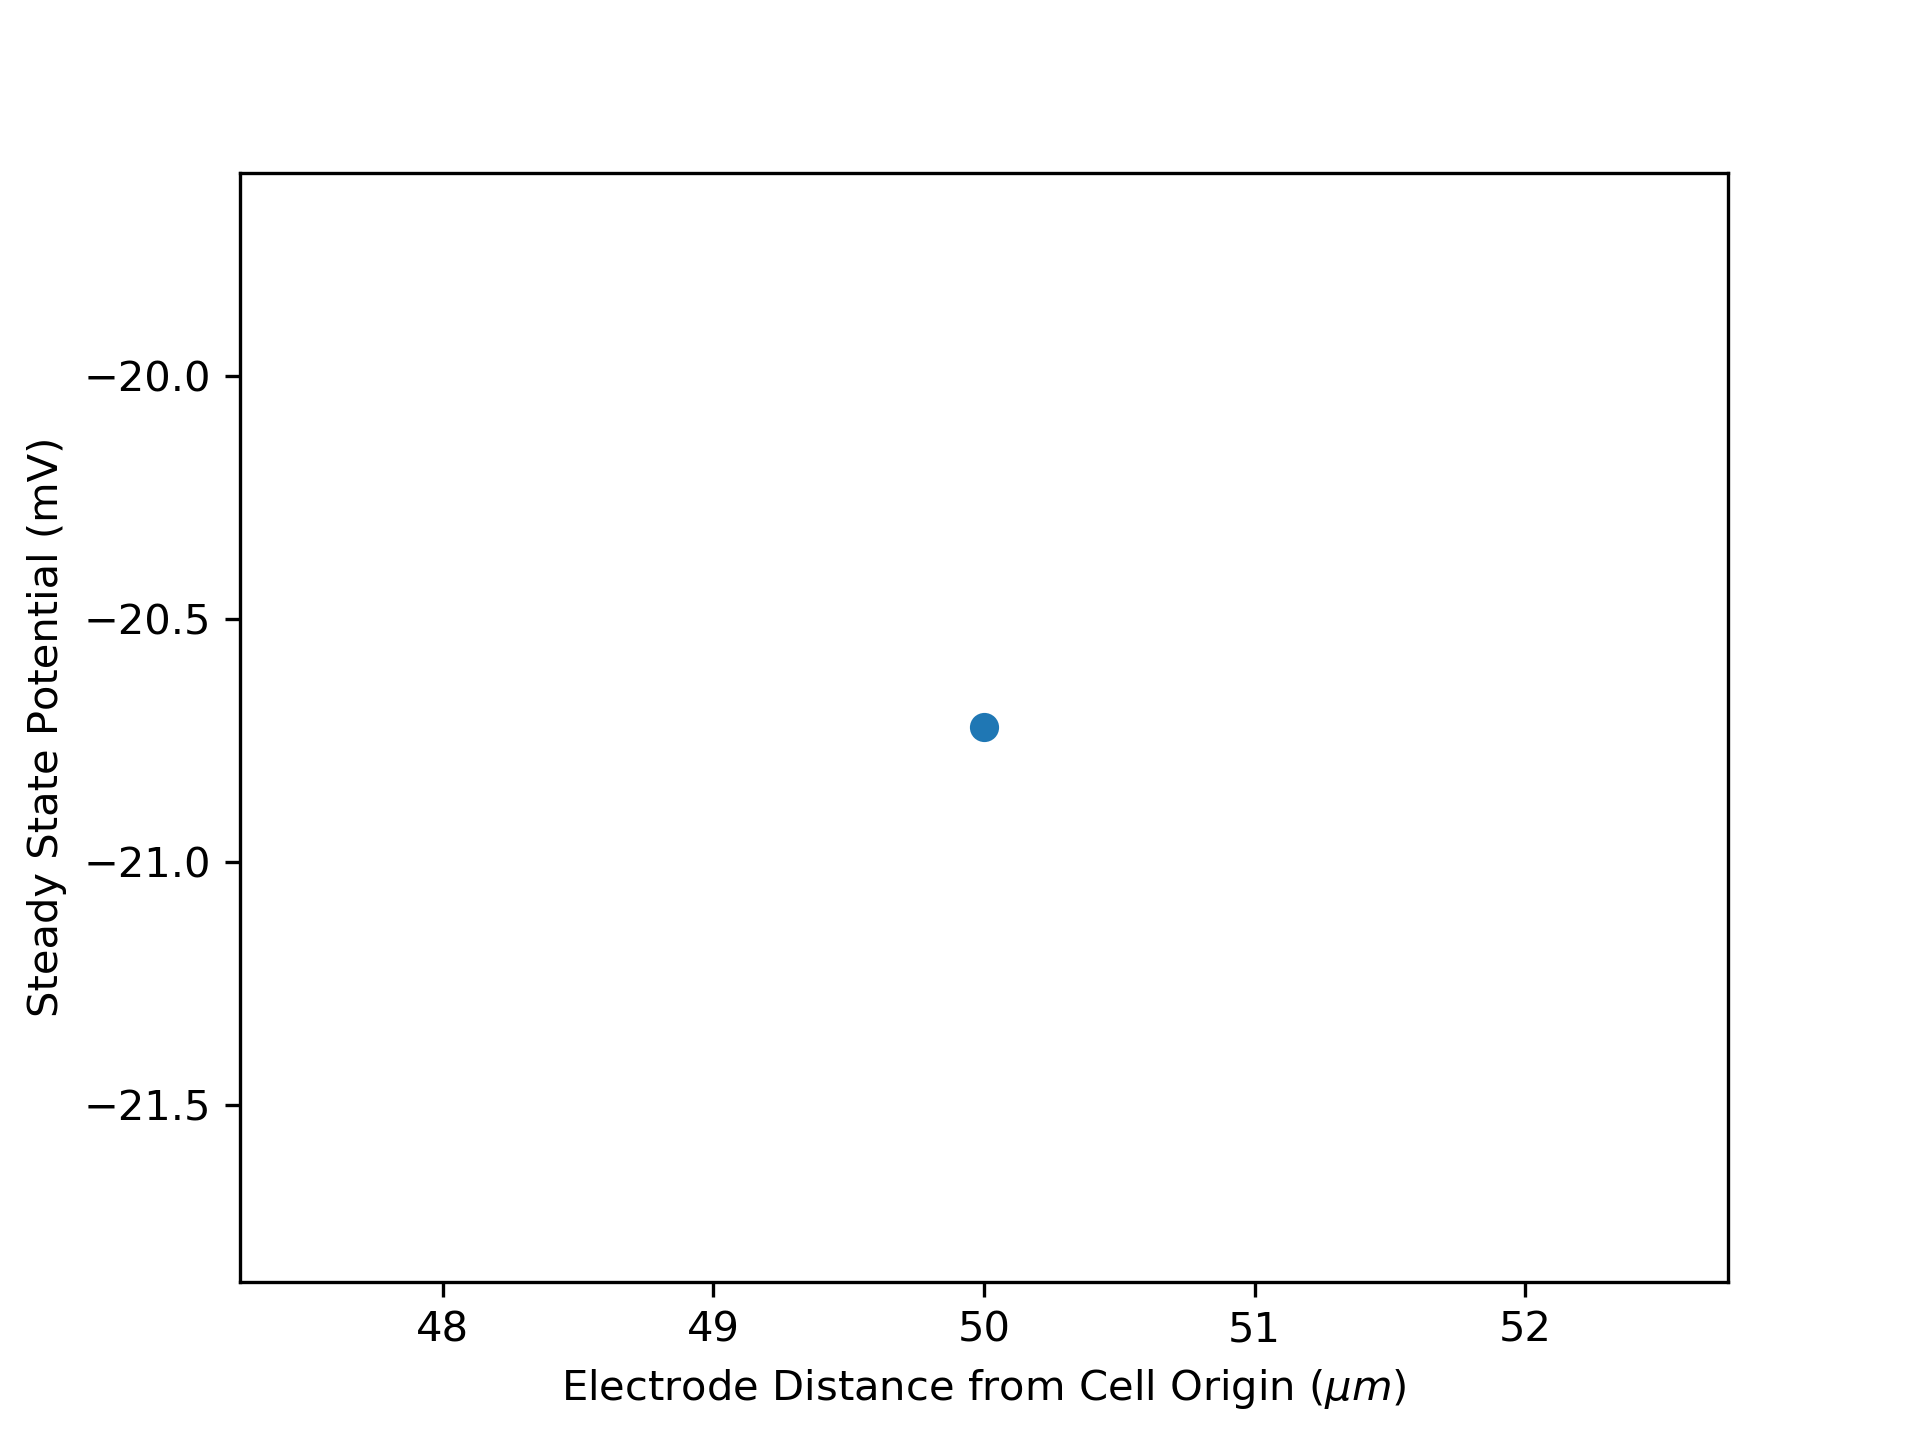 −20.0
−20.5
−21.0
−21.5
Steady State Potential (mV)
48 49 50 51 52
Electrode Distance from Cell Origin (μm)